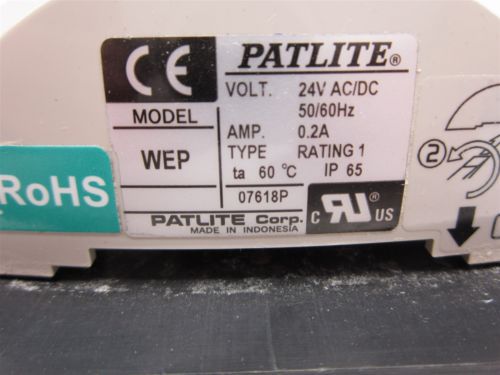 CE
PATLITE®
VOLT. 24V AC/DC
50/60Hz
MODEL
AMP. 0.2A
WEP
TYPE RATING 1
ta 60 °C IP 65
07618P
RoHS
PATLITE Corp.
MADE IN INDONESIA
C RU US
2